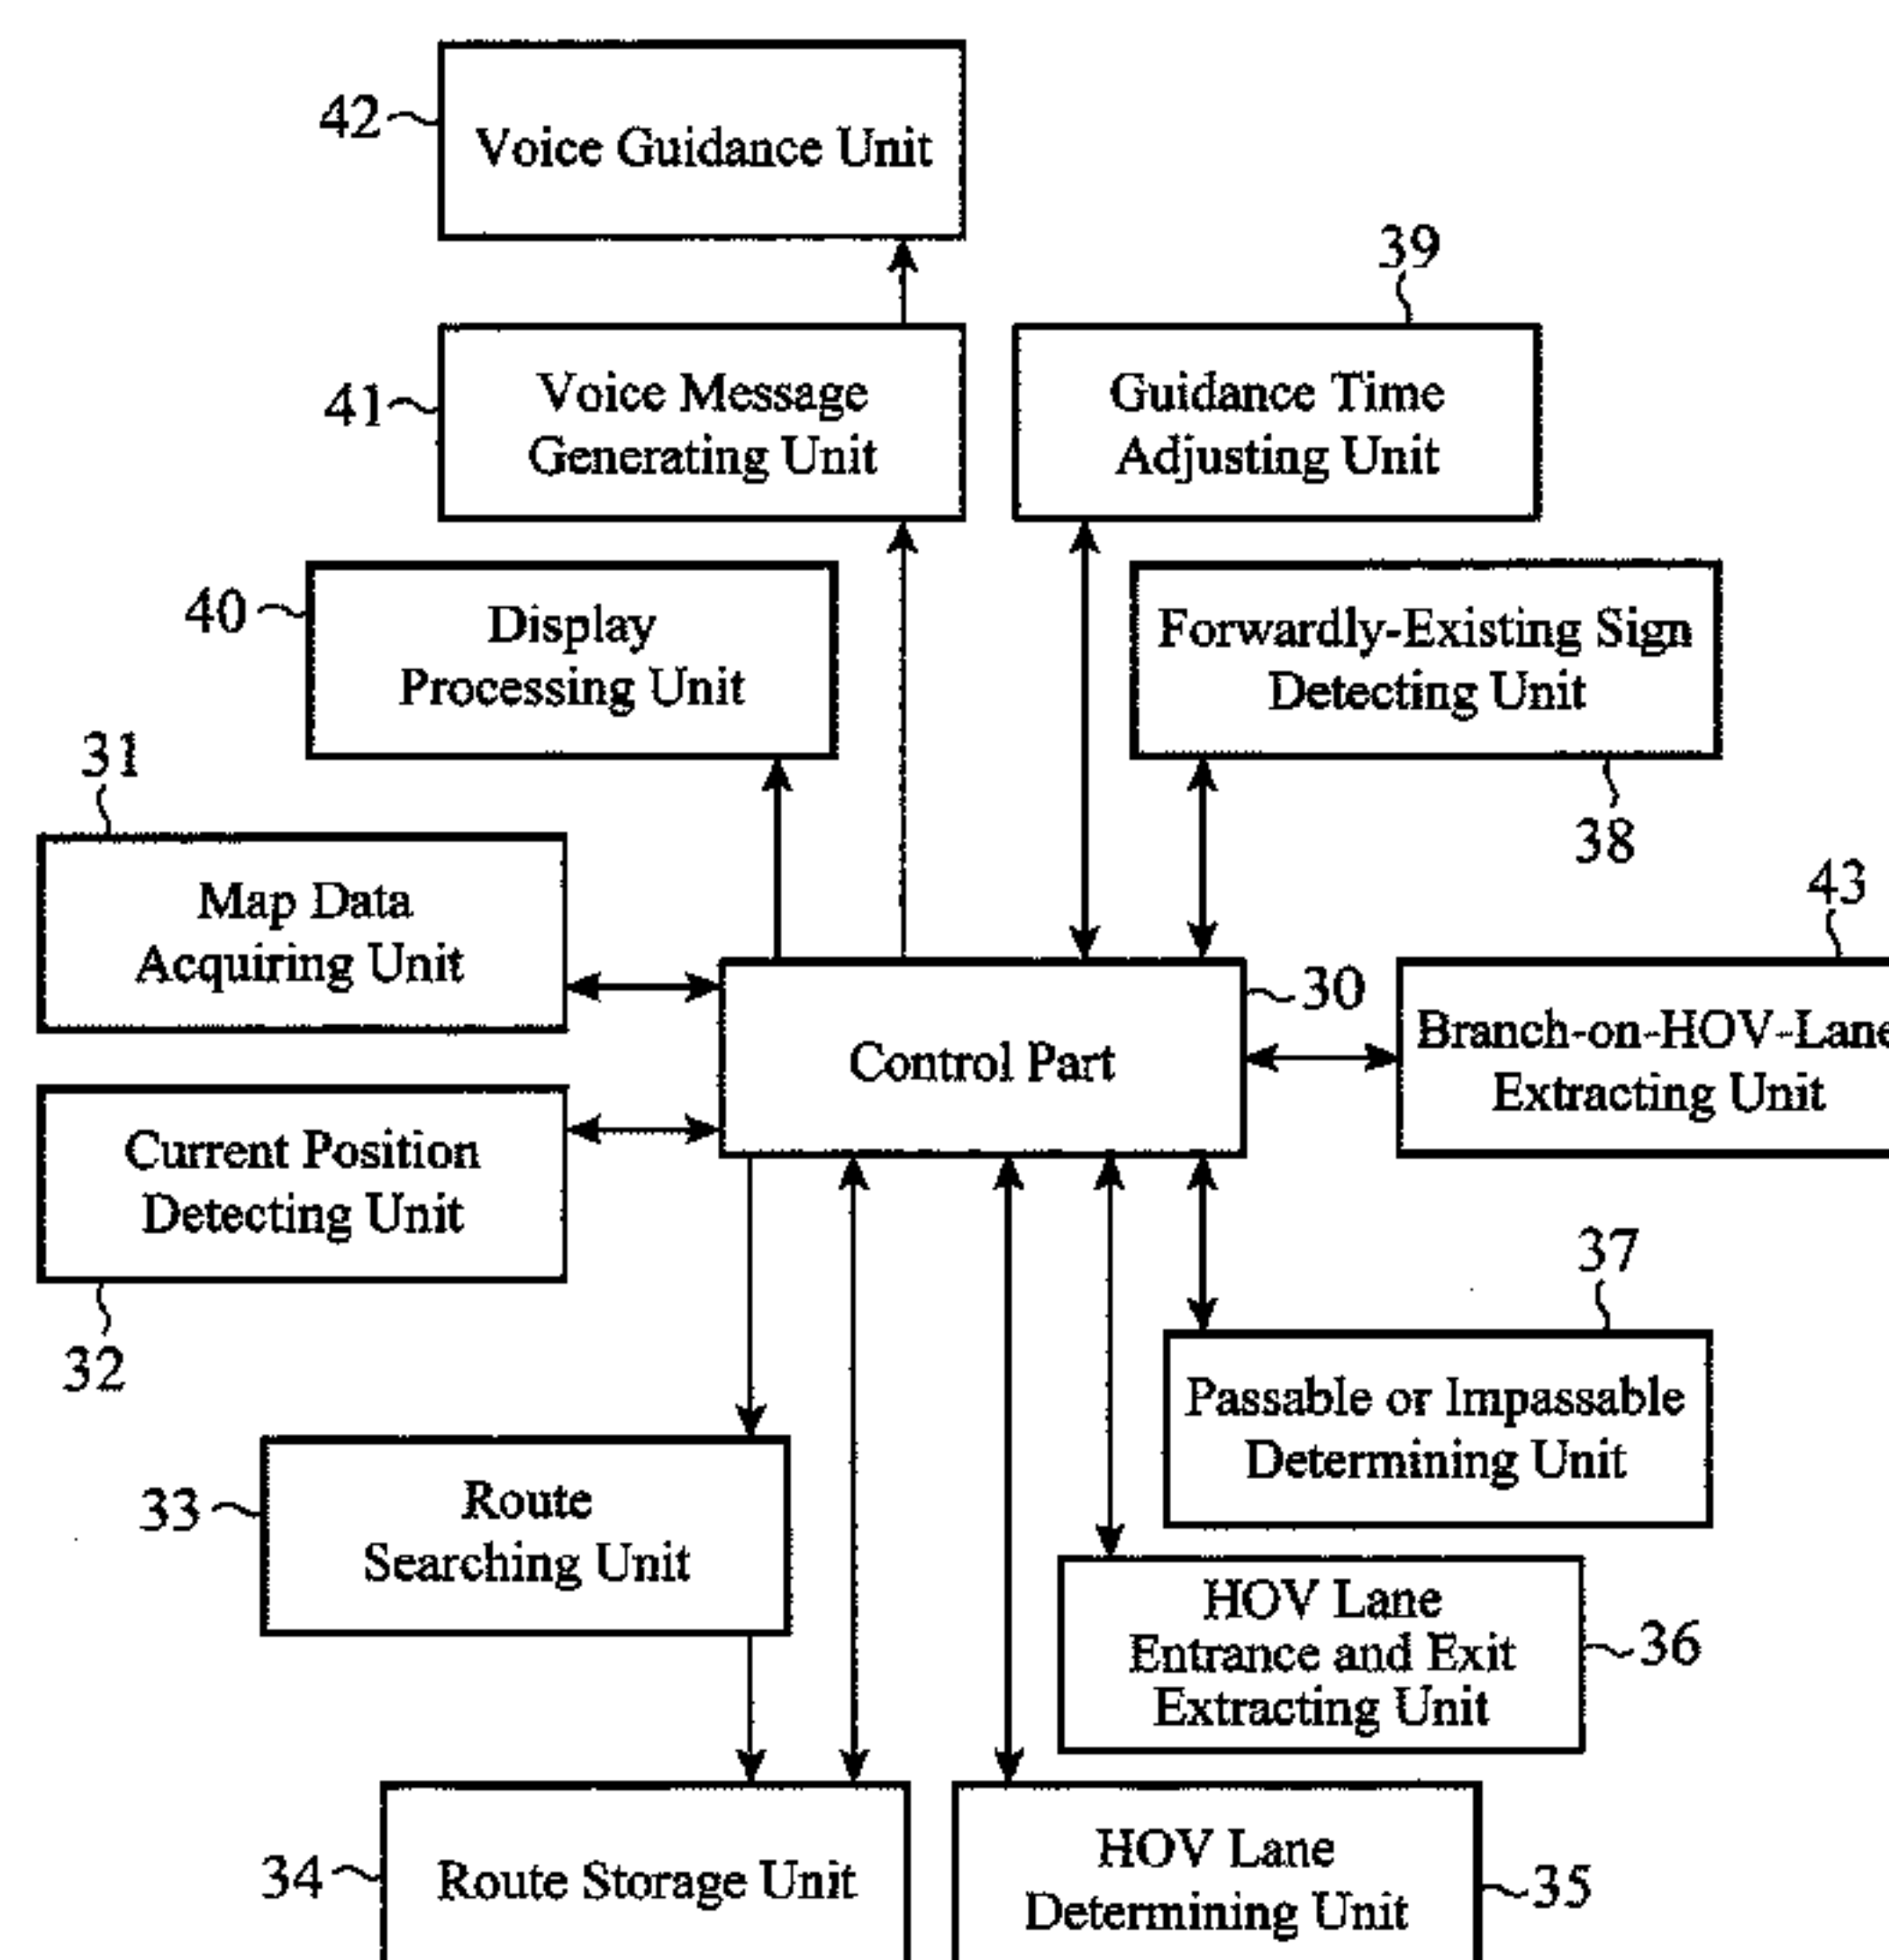 42
Voice Guidance Unit
39
41
Voice Message
Generating Unit
Guidance Time
Adjusting Unit
40
Display
Processing Unit
Forwardly-Existing Sign
Detecting Unit
38
31
Map Data
Acquiring Unit
43
30
Control Part
Branch-on-HOV-Lane
Extracting Unit
Current Position
Detecting Unit
32
37
Passable or Impassable
Determining Unit
33
Route
Searching Unit
HOV Lane
Entrance and Exit
Extracting Unit
36
34
Route Storage Unit
HOV Lane
Determining Unit
35